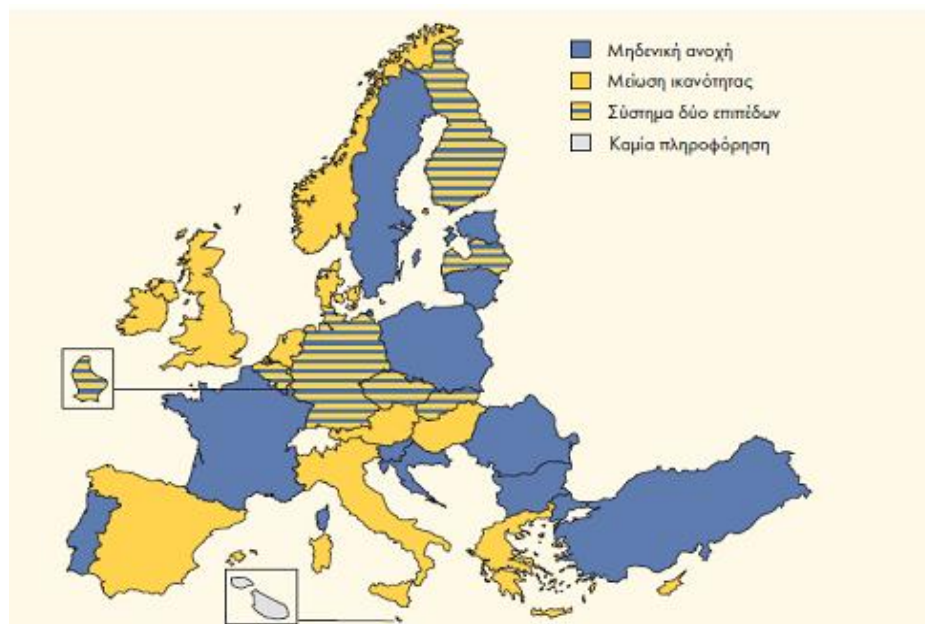 Μηδενική ανοχή
Μείωση ικανότητας
Σύστημα δύο επιπέδων
Καμία πληροφόρηση